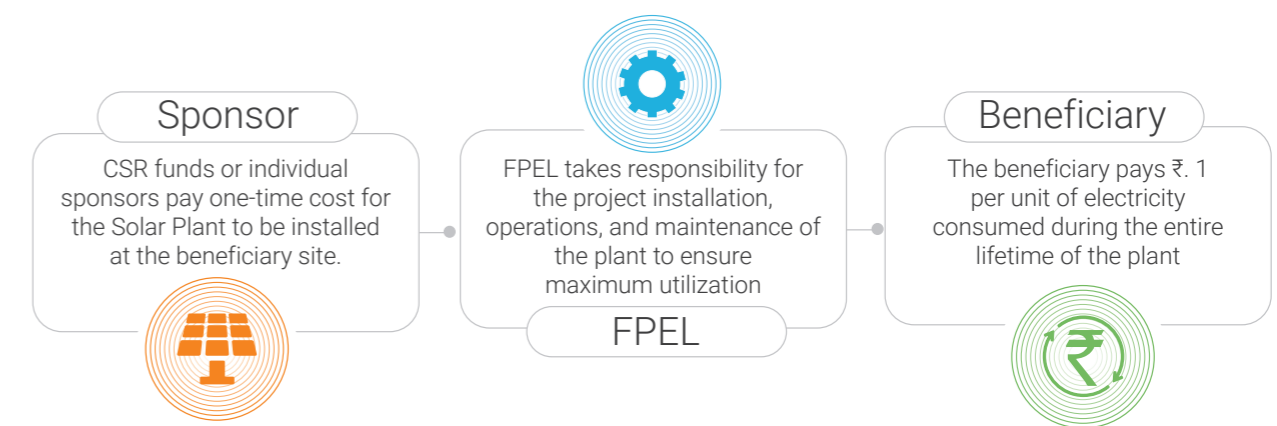 Sponsor
CSR funds or individual
sponsors pay one-time cost for
the Solar Plant to be installed
at the beneficiary site.
FPEL takes responsibility for
the project installation,
operations, and maintenance of
the plant to ensure
maximum utilization
FPEL
Beneficiary
The beneficiary pays ₹. 1
per unit of electricity
consumed during the entire
lifetime of the plant
₹